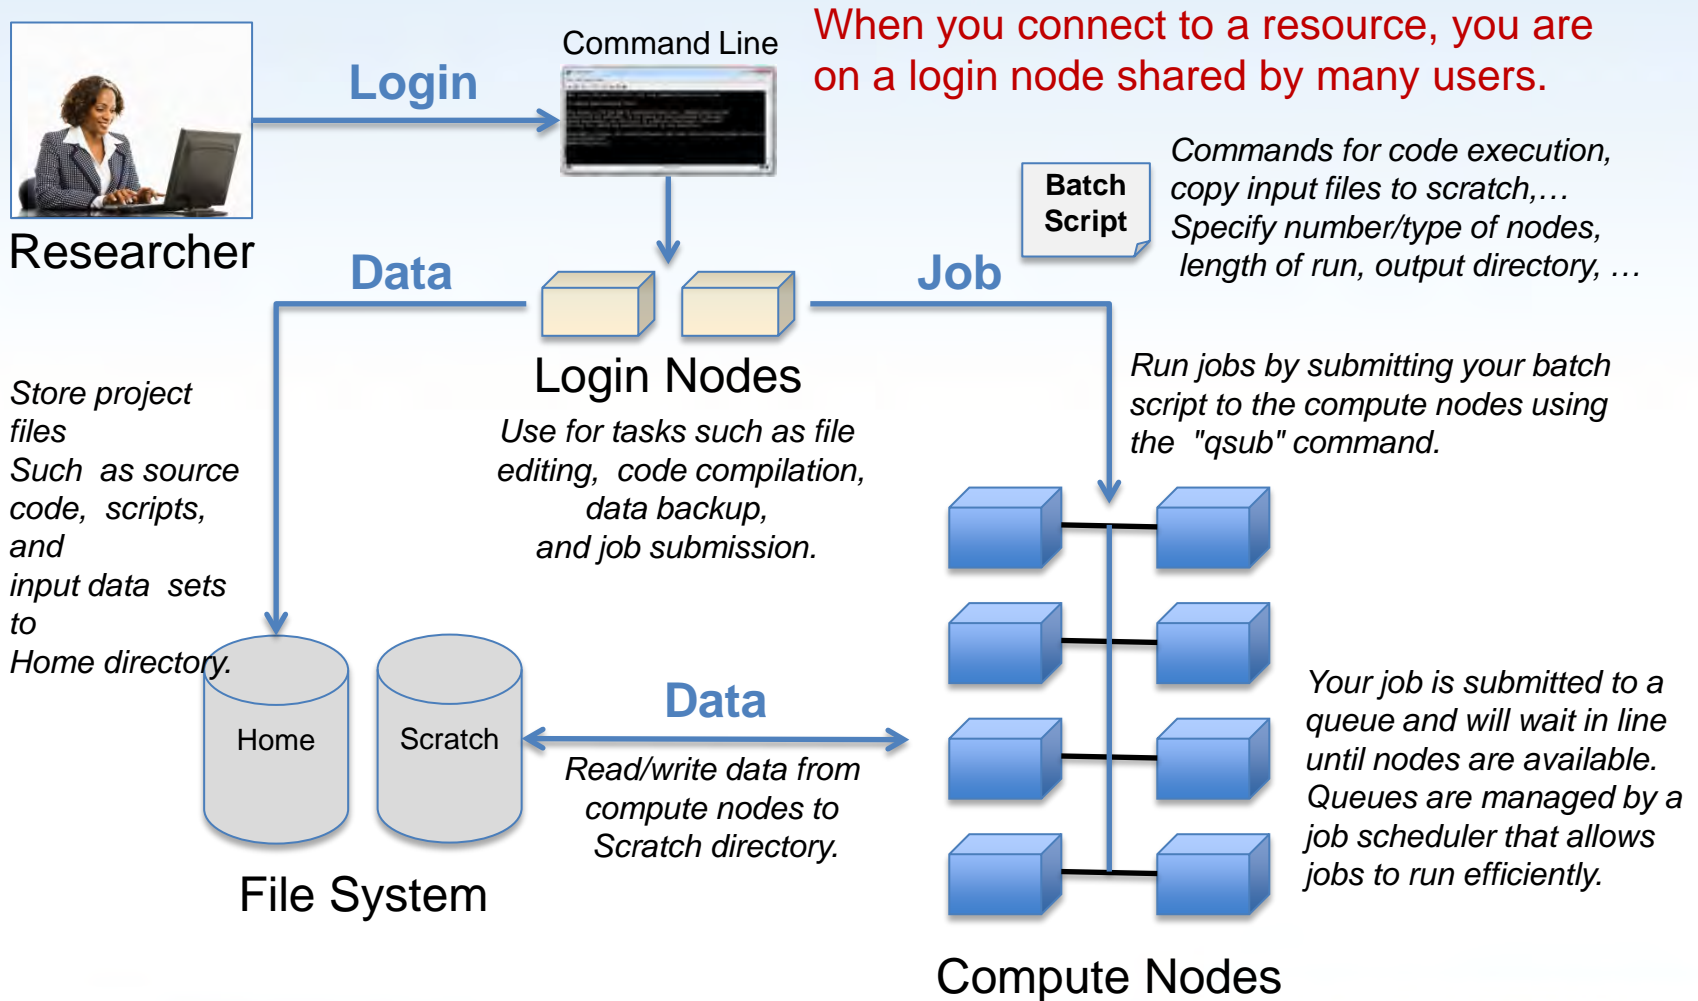 When you connect to a resource, you are
on a login node shared by many users.
Command Line
Login
Researcher
Batch
Script
Commands for code execution,
copy input files to scratch,…
Specify number/type of nodes,
length of run, output directory, …
Data
Job
Login Nodes
Use for tasks such as file
editing, code compilation,
data backup,
and job submission.
Run jobs by submitting your batch
script to the compute nodes using
the "qsub" command.
Store project
files
Such as source
code, scripts,
and
input data sets
to
Home directory.
Home
Scratch
Data
Read/write data from
compute nodes to
Scratch directory.
File System
Your job is submitted to a
queue and will wait in line
until nodes are available.
Queues are managed by a
job scheduler that allows
jobs to run efficiently.
Compute Nodes